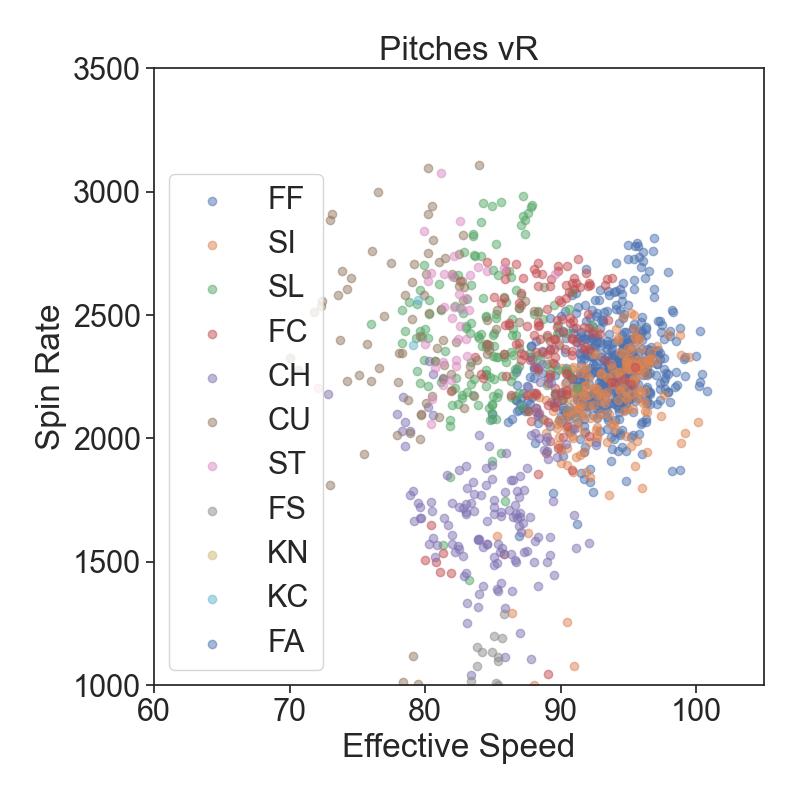 Pitches vR
3500
3000
2500
2000
1500
1000
Spin Rate
FF
SI
SL
FC
CH
CU
ST
FS
KN
KC
FA
60
70
80
90
100
Effective Speed